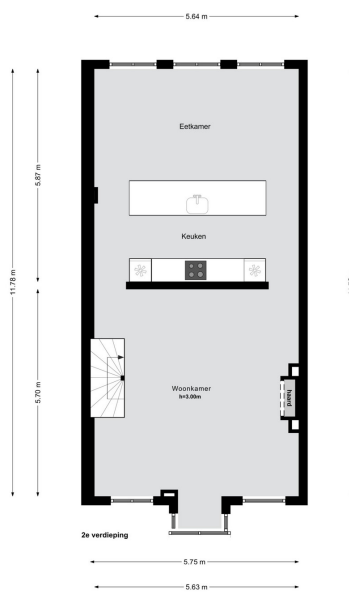 5.64 m
Eetkamer
5.87 m
Keuken
11.78 m
5.70 m
Woonkamer
h=3.00m
haard
2e verdieping
5.75 m
5.63 m